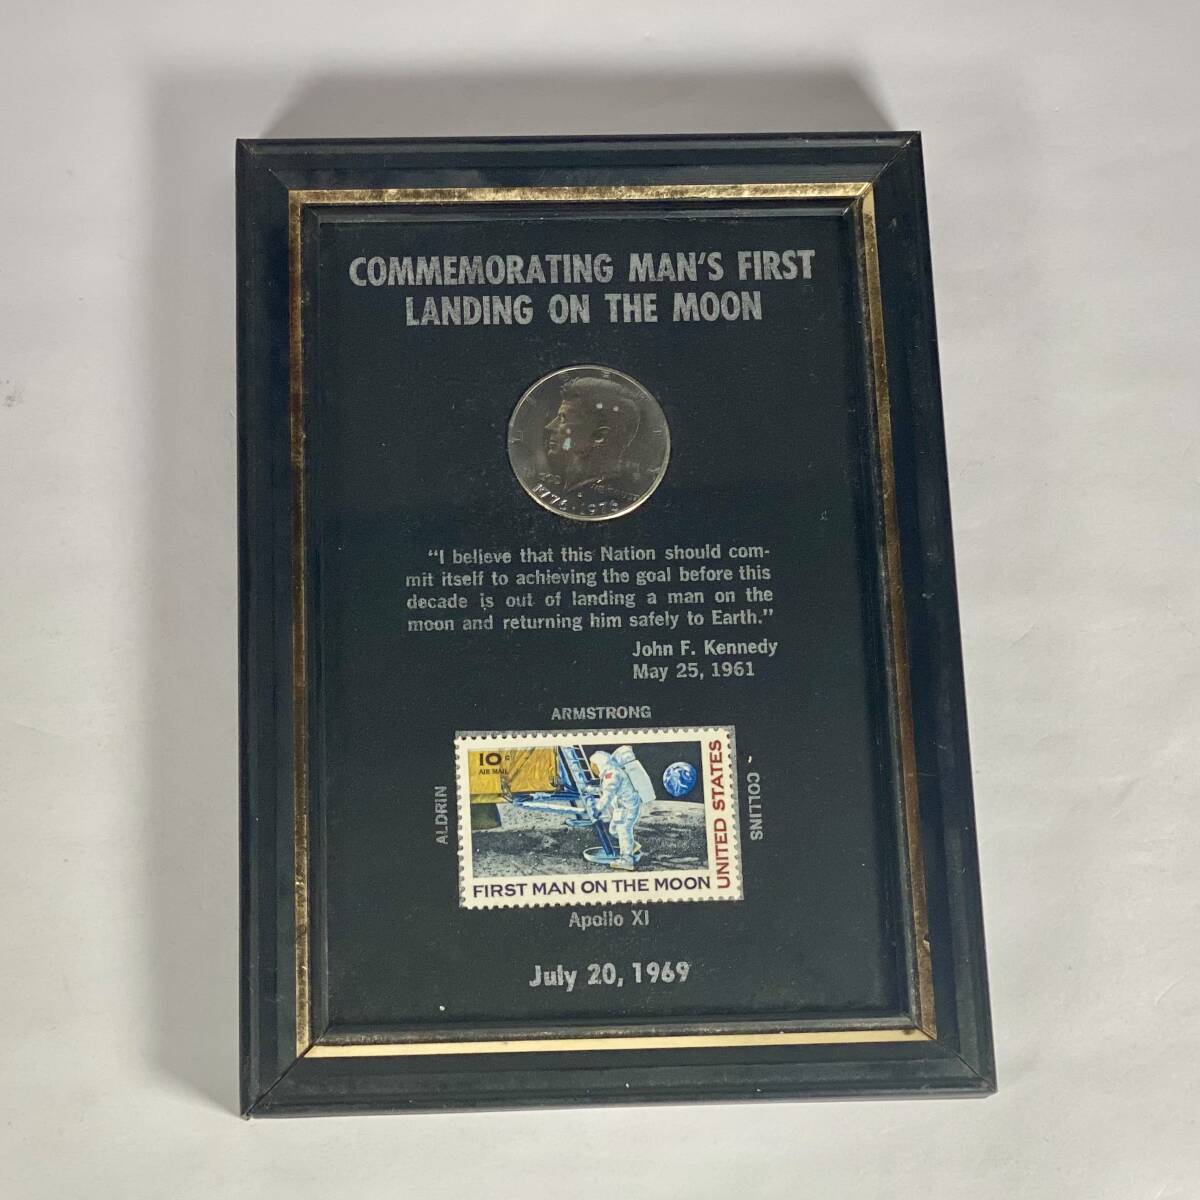 COMMEMORATING MAN'S FIRST
LANDING ON THE MOON
1776·1976
"I believe that this Nation should com-
mit itself to achieving the goal before this
decade is out of landing a man on the
moon and returning him safely to Earth."
John F. Kennedy
May 25, 1961
ARMSTRONG
ALDRIN
COLLINS
10c
AIR MAIL
UNITED STATES
FIRST MAN ON THE MOON
Apollo XI
July 20, 1969